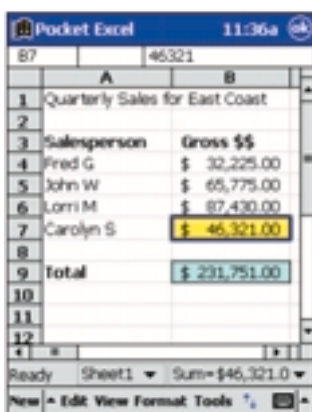 Pocket Excel 11:36a ok
B7 46321
A B
1 Quarterly Sales for East Coast
2
3 Salesperson Gross $$
4 Fred G $ 32,225.00
5 John W $ 65,775.00
6 Lorri M $ 87,430.00
7 Carolyn S $ 46,321.00
8
9 Total $ 231,751.00
10
11
12
Ready Sheet1 Sum=$46,321.0
New Edit View Format Tools